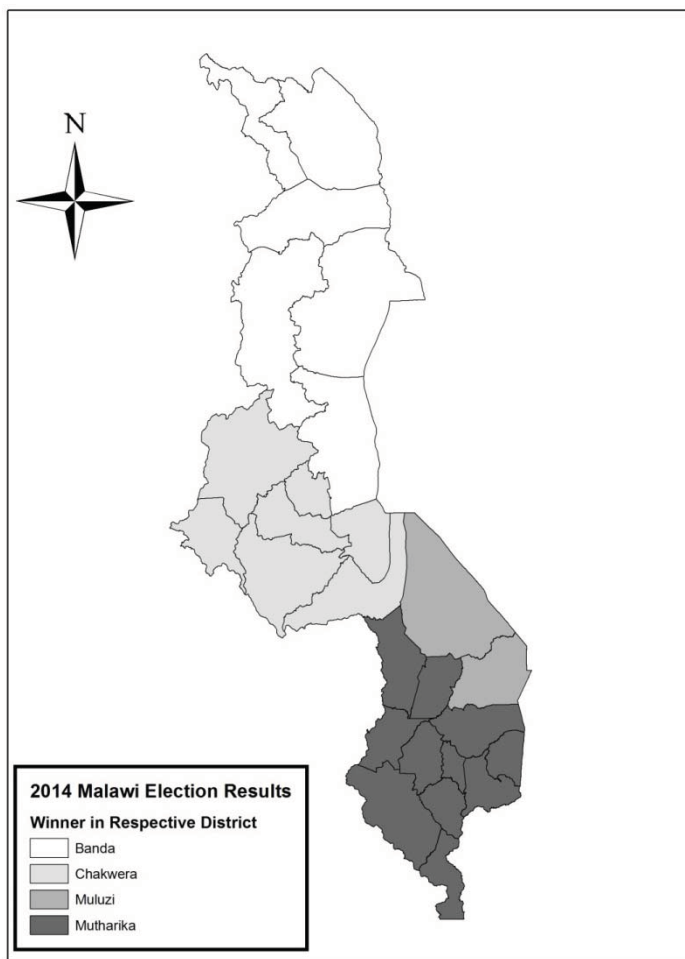 N
2014 Malawi Election Results
Winner in Respective District
Banda
Chakwera
Muluzi
Mutharika